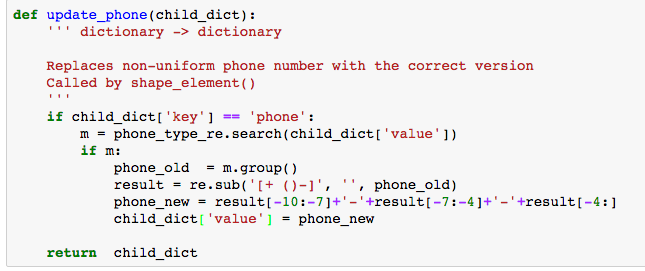 def update_phone(child_dict):
    ''' dictionary -> dictionary

    Replaces non-uniform phone number with the correct version
    Called by shape_element()
    '''
    if child_dict['key'] == 'phone':
        m = phone_type_re.search(child_dict['value'])
        if m:
            phone_old  = m.group()
            result = re.sub('[+ ()-]', '', phone_old)
            phone_new = result[-10:-7]+'-'+result[-7:-4]+'-'+result[-4:]
            child_dict['value'] = phone_new

    return  child_dict